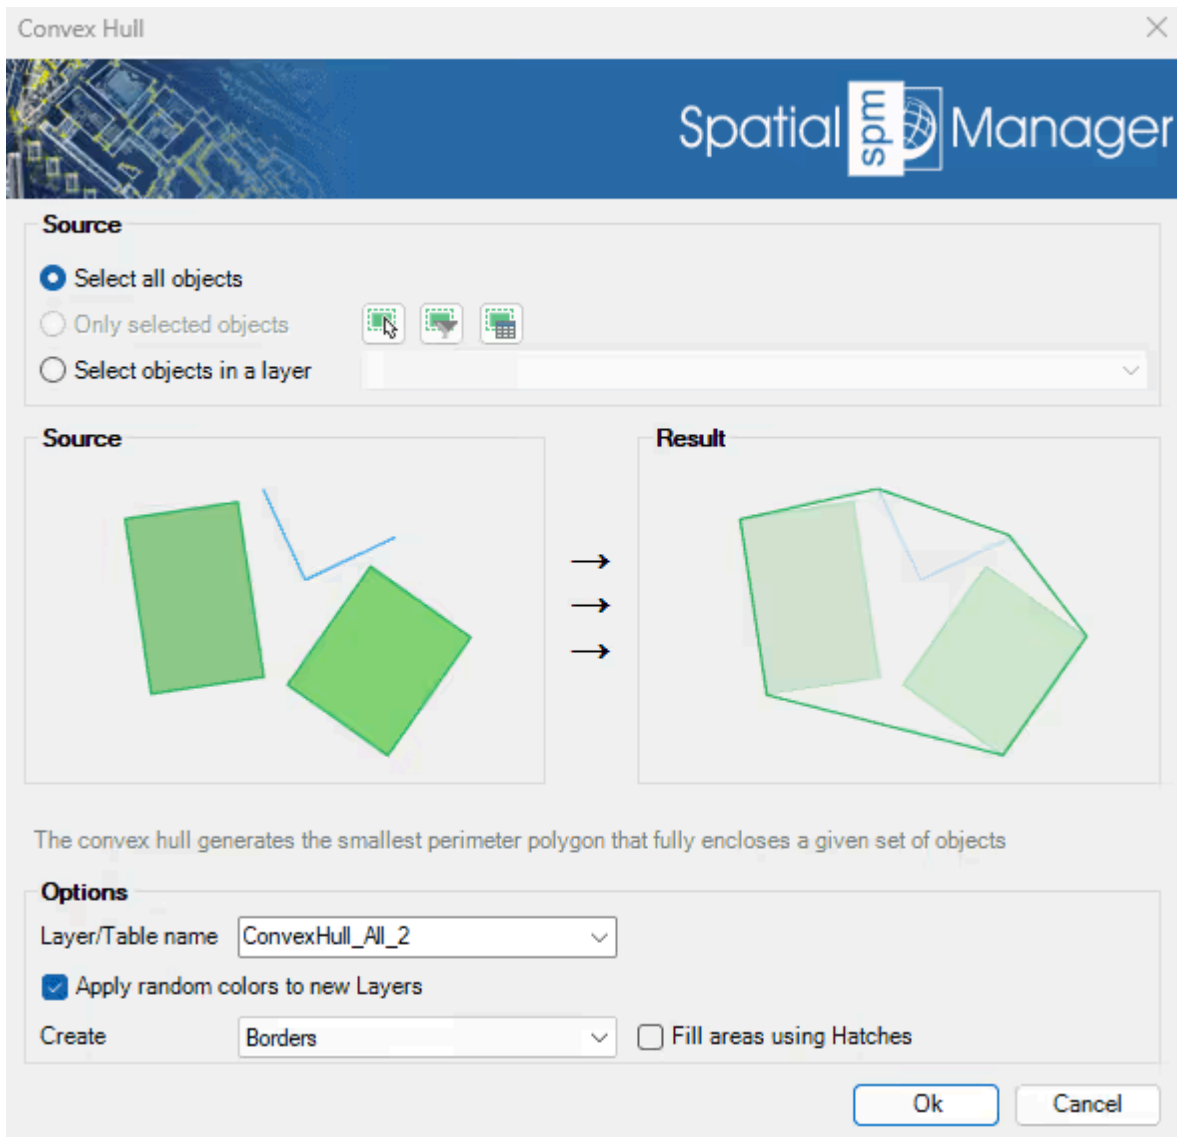 Convex Hull
Spatial spm Manager
Source
Select all objects
Only selected objects
Select objects in a layer
Source
Result
The convex hull generates the smallest perimeter polygon that fully encloses a given set of objects
Options
Layer/Table name ConvexHull_All_2
Apply random colors to new Layers
Create Borders Fill areas using Hatches
Ok Cancel